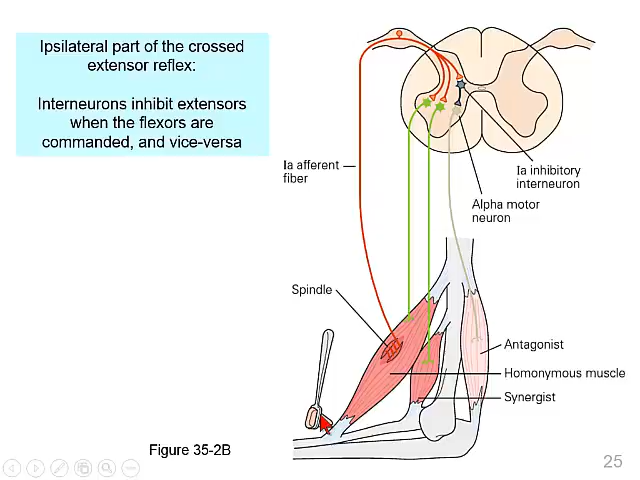 Ipsilateral part of the crossed
extensor reflex:
Interneurons inhibit extensors
when the flexors are
commanded, and vice-versa
Ia afferent
fiber
Ia inhibitory
interneuron
Alpha motor
neuron
Spindle
Antagonist
Homonymous muscle
Synergist
Figure 35-2B
25